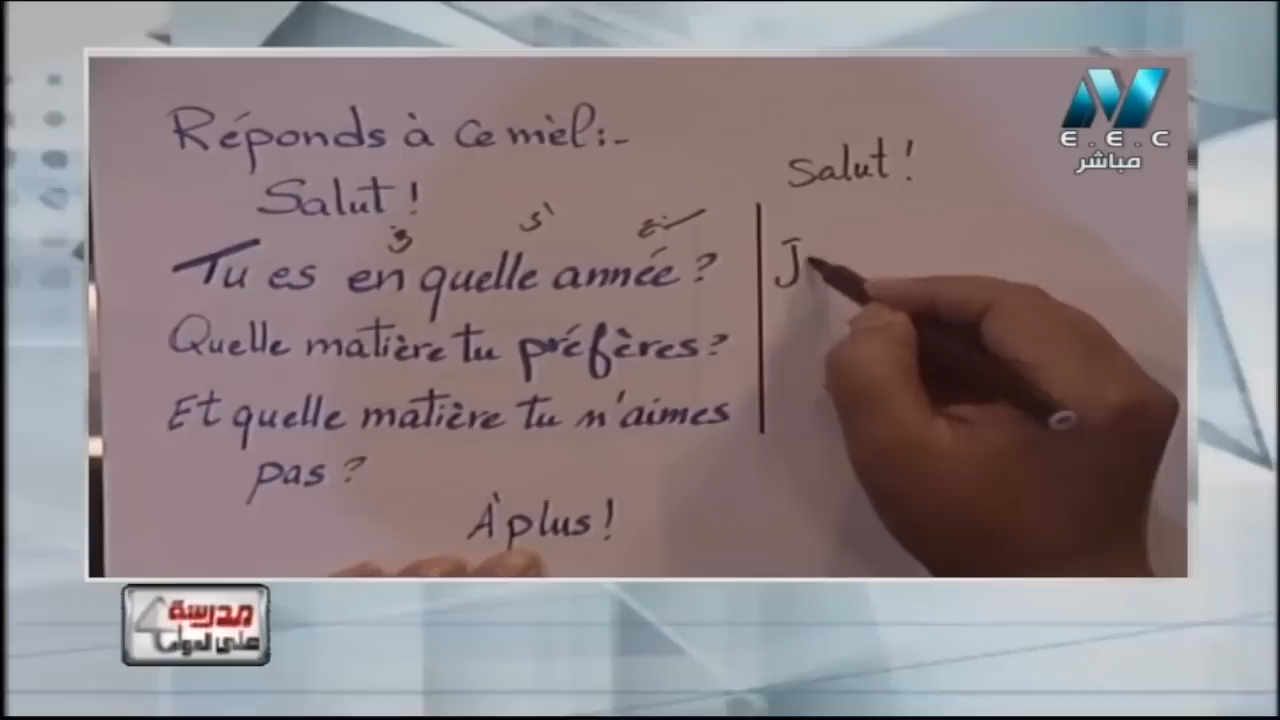 Réponds à ce mèl:-
Salut !
Tu es en quelle année ?
Quelle matière tu préfères ?
Et quelle matière tu n'aimes
pas ?
À plus !
Salut !
J
E.E.C
مباشر
مدرسة
على الهواء